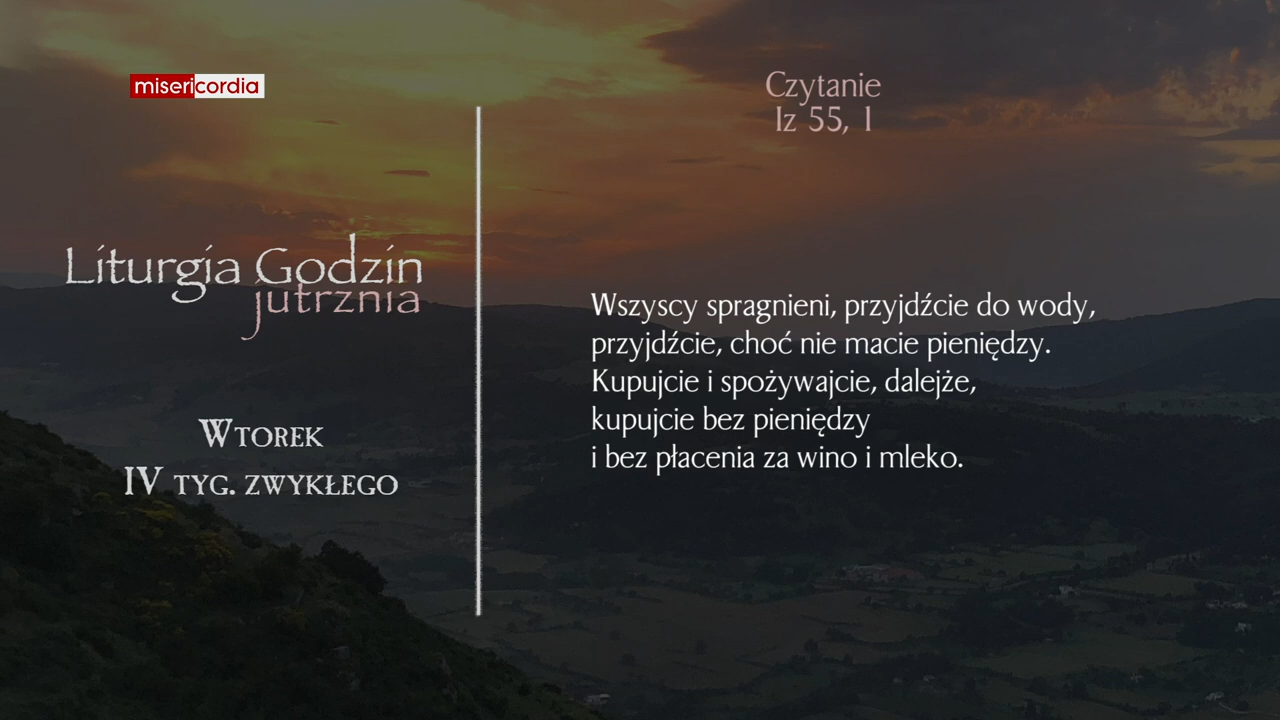 misericordia
Liturgia Godzin
jutrznia
Wtorek
IV tyg. zwykłego
Czytanie
Iz 55, 1
Wszyscy spragnieni, przyjdźcie do wody,
przyjdźcie, choć nie macie pieniędzy.
Kupujcie i spożywajcie, dalejże,
kupujcie bez pieniędzy
i bez płacenia za wino i mleko.